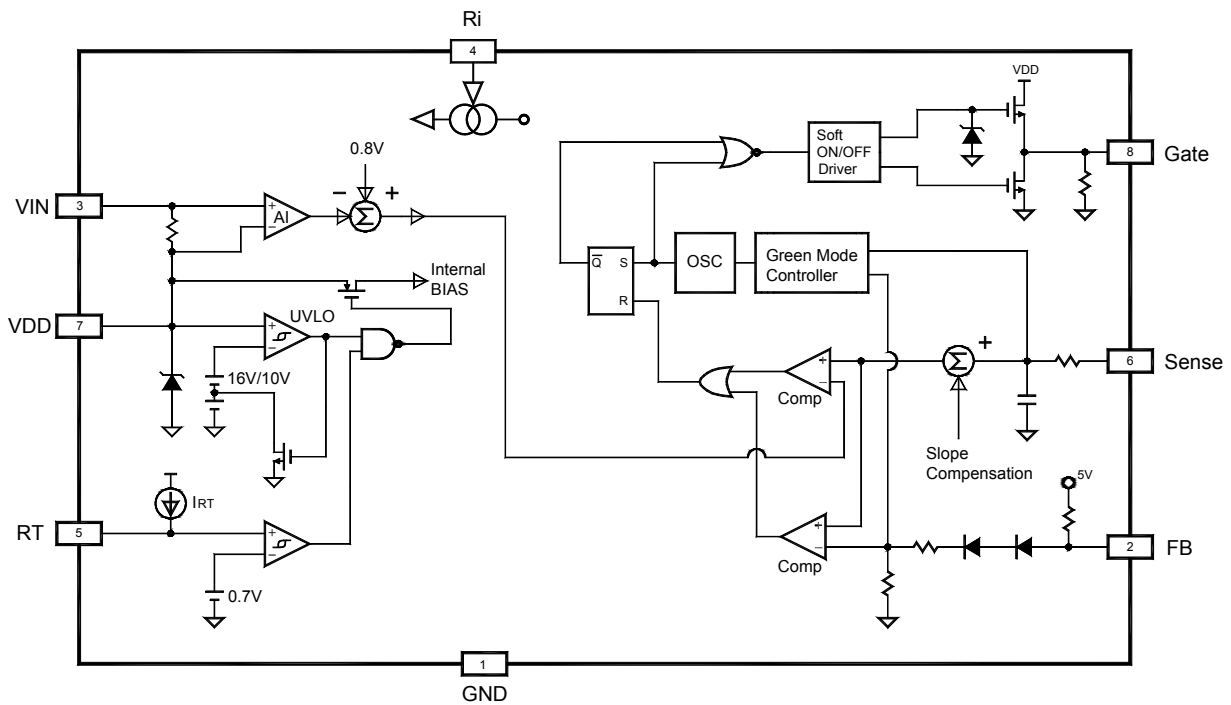 Ri
4
VDD
0.8V
Soft
ON/OFF
Driver
8
Gate
VIN
3
+
−
AI
−
+
Σ
Q̅
S
R
OSC
Green Mode
Controller
Internal
BIAS
VDD
7
UVLO
+
−
16V/10V
+
−
Comp
Σ
+
6
Sense
Slope
Compensation
5V
IRT
RT
5
+
−
0.7V
+
−
Comp
2
FB
1
GND